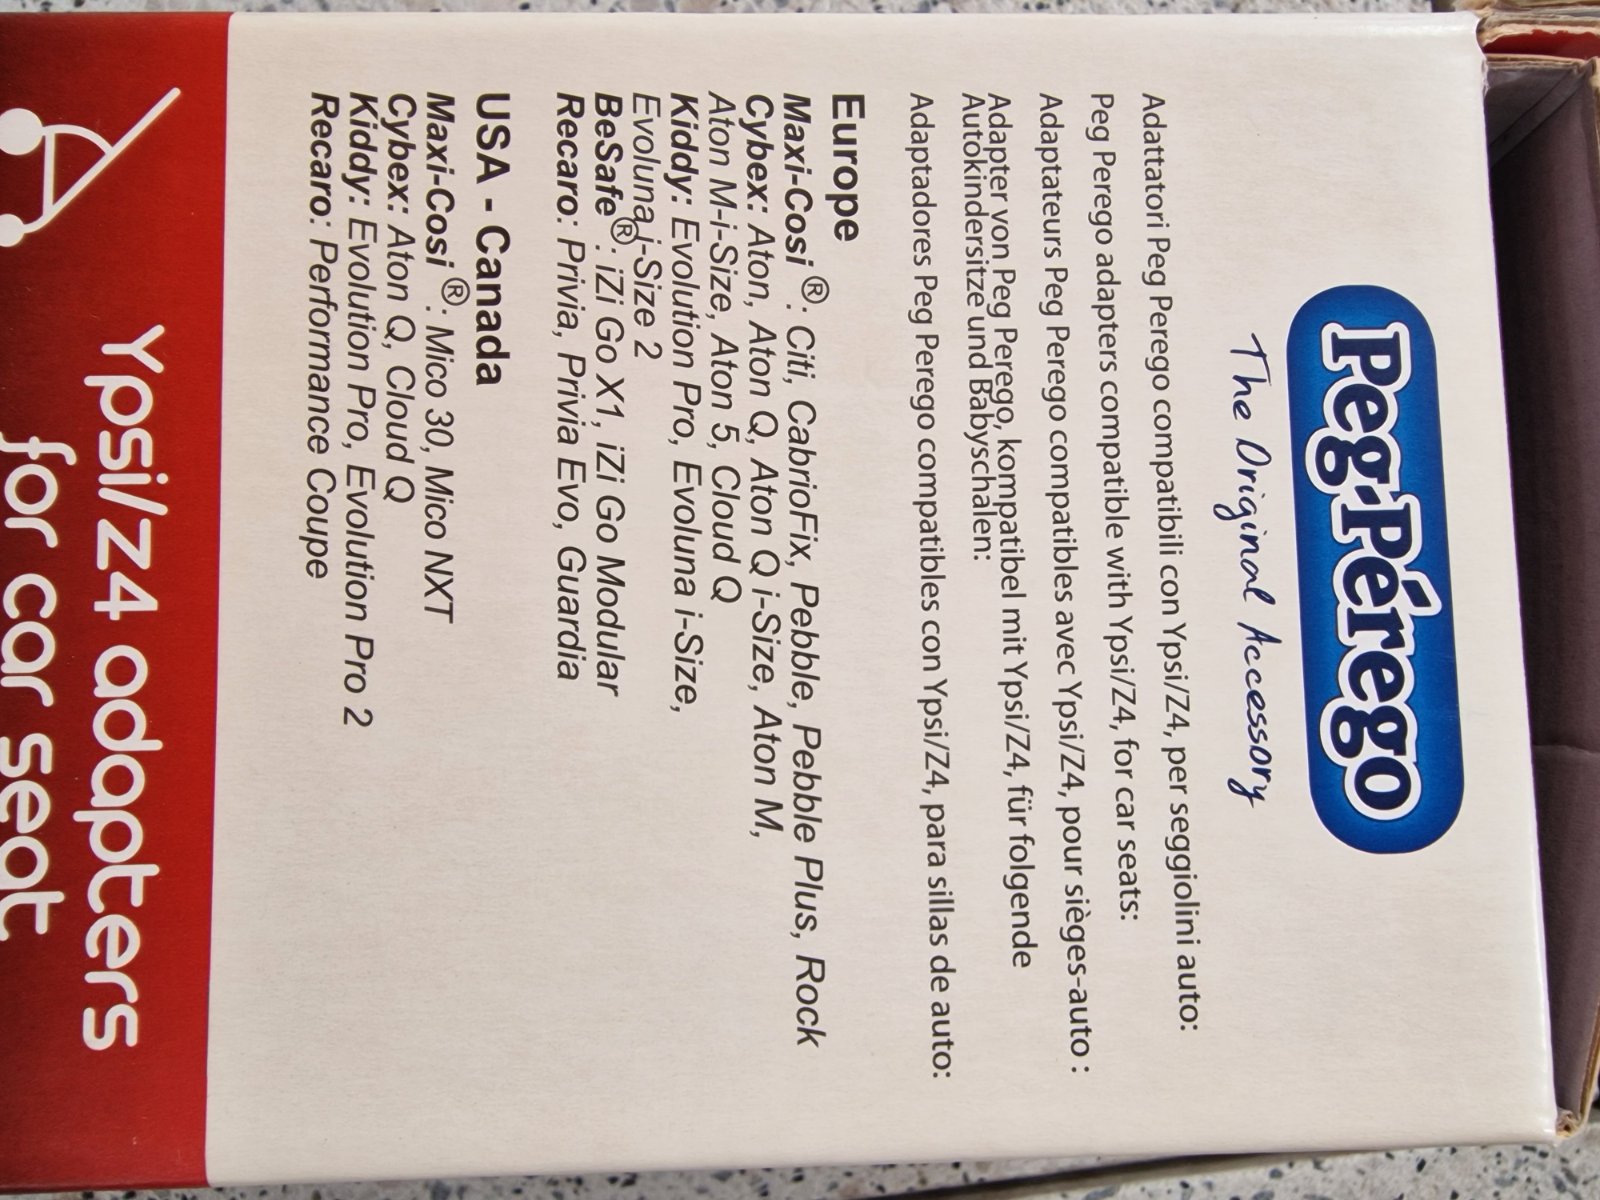 Peg-Pérego
The Original Accessory
Adattatori Peg Perego compatibili con Ypsi/Z4, per seggiolini auto:
Peg Perego adapters compatible with Ypsi/Z4, for car seats:
Adaptateurs Peg Perego compatibles avec Ypsi/Z4, pour sièges-auto :
Adapter von Peg Perego, kompatibel mit Ypsi/Z4, für folgende
Autokindersitze und Babyschalen:
Adaptadores Peg Perego compatibles con Ypsi/Z4, para sillas de auto:
Europe
Maxi-Cosi ®: Citi, CabrioFix, Pebble, Pebble Plus, Rock
Cybex: Aton, Aton Q, Aton Q i-Size, Aton M,
Aton M-i-Size, Aton 5, Cloud Q
Kiddy: Evolution Pro, Evoluna i-Size,
Evoluna i-Size 2
BeSafe®: iZi Go X1, iZi Go Modular
Recaro: Privia, Privia Evo, Guardia
USA - Canada
Maxi-Cosi ®: Mico 30, Mico NXT
Cybex: Aton Q, Cloud Q
Kiddy: Evolution Pro, Evolution Pro 2
Recaro: Performance Coupe
Ypsi/Z4 adapters
for car seat